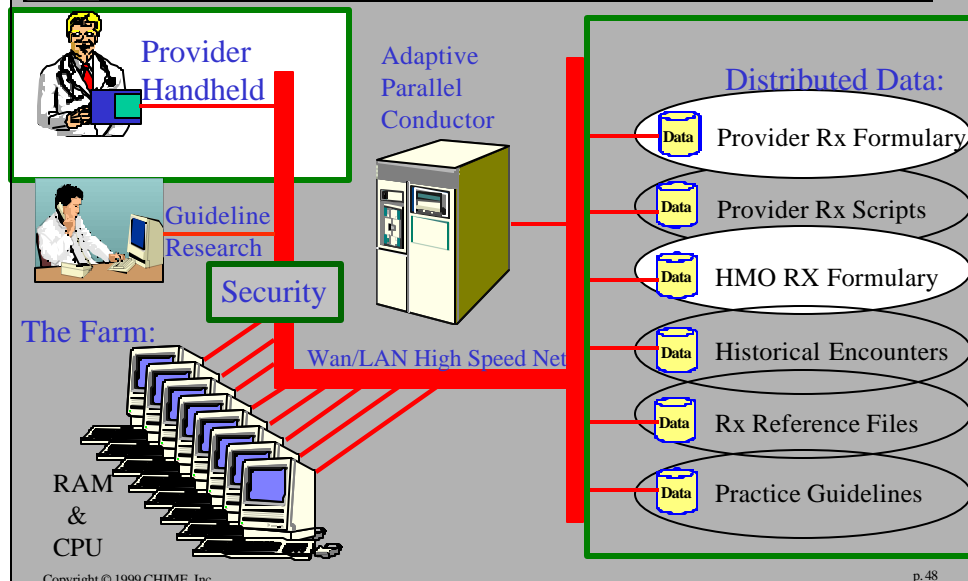 Provider
Handheld
Adaptive
Parallel
Conductor
Distributed Data:
Data
Provider Rx Formulary
Guideline
Research
Data
Provider Rx Scripts
Security
Data
HMO RX Formulary
The Farm:
Wan/LAN High Speed Net
Data
Historical Encounters
Data
Rx Reference Files
RAM
&
CPU
Data
Practice Guidelines
Copyright © 1999 CHIME, Inc.
p. 48